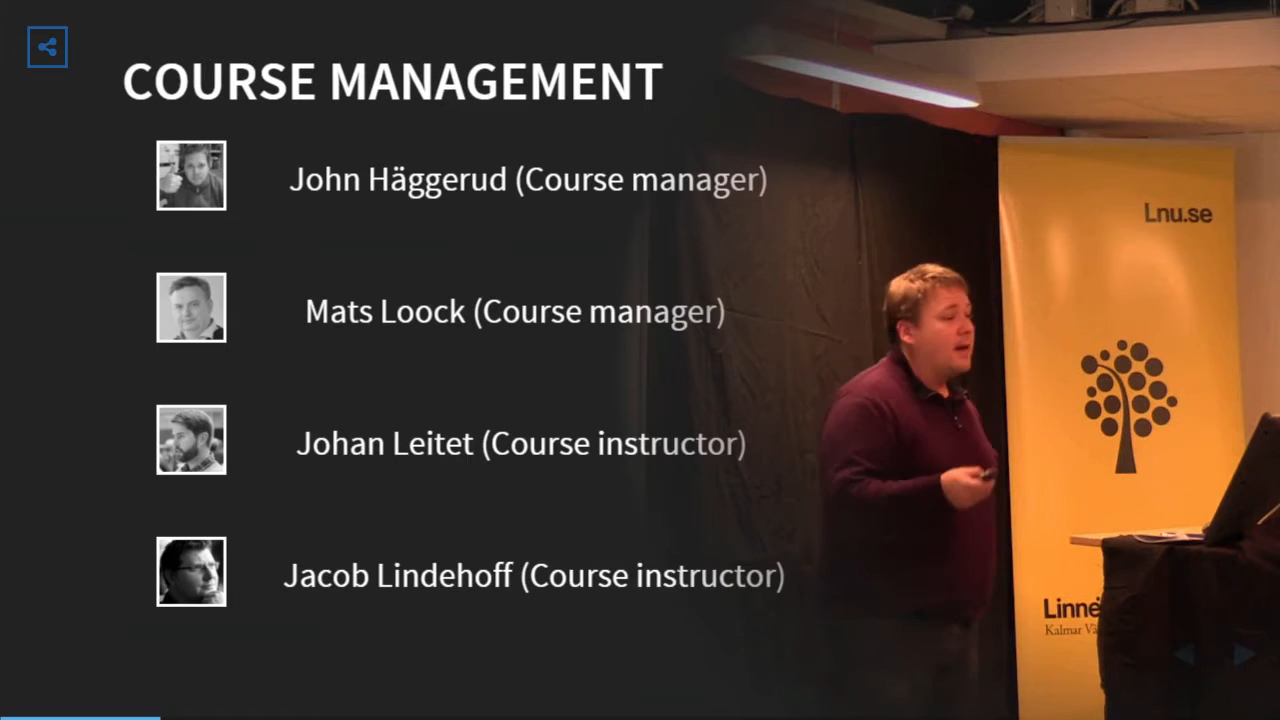 COURSE MANAGEMENT
John Häggerud (Course manager)
Mats Loock (Course manager)
Johan Leitet (Course instructor)
Jacob Lindehoff (Course instructor)
Lnu.se
Kalmar